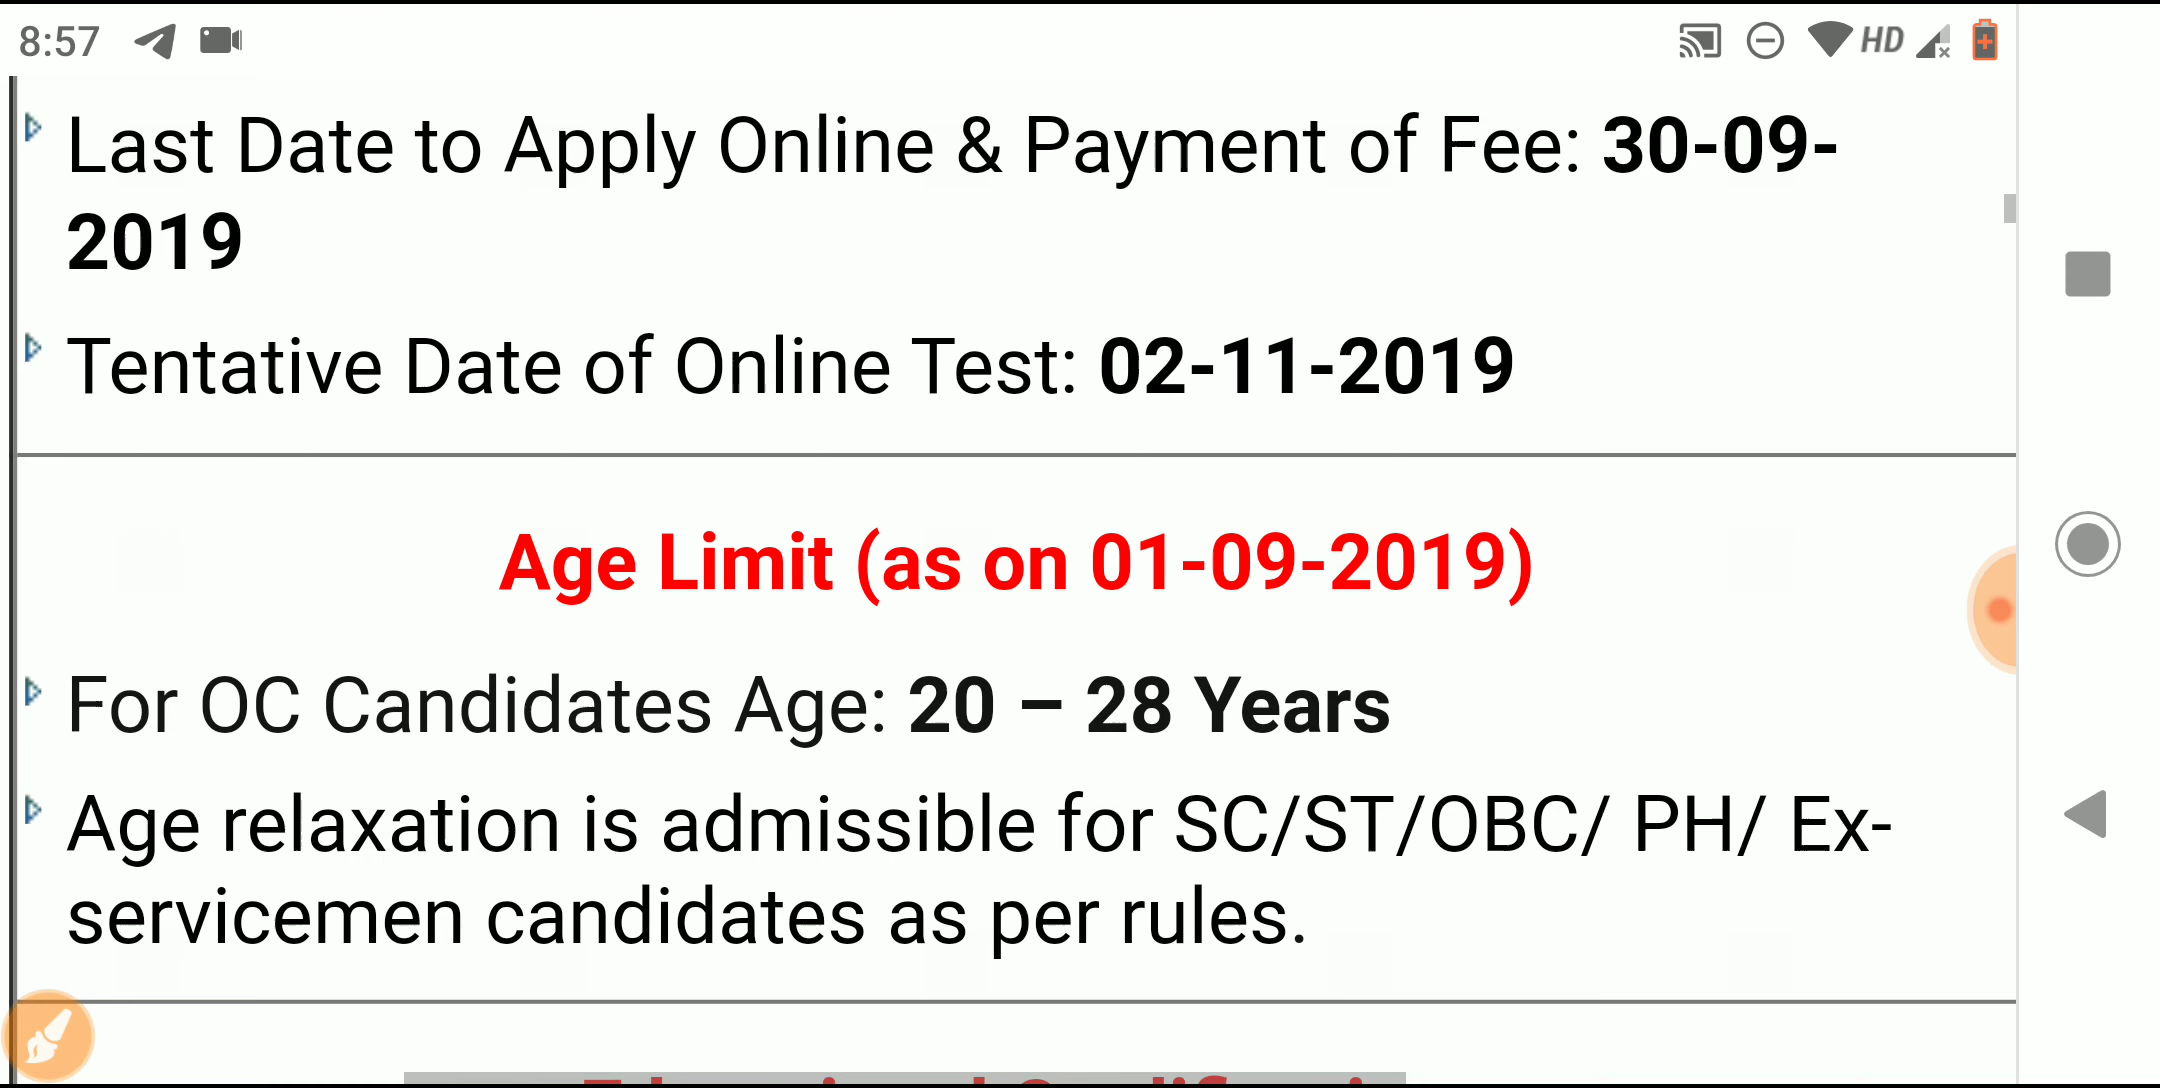 8:57 HD
Last Date to Apply Online & Payment of Fee: 30-09-
2019
Tentative Date of Online Test: 02-11-2019
Age Limit (as on 01-09-2019)
For OC Candidates Age: 20 – 28 Years
Age relaxation is admissible for SC/ST/OBC/ PH/ Ex-
servicemen candidates as per rules.